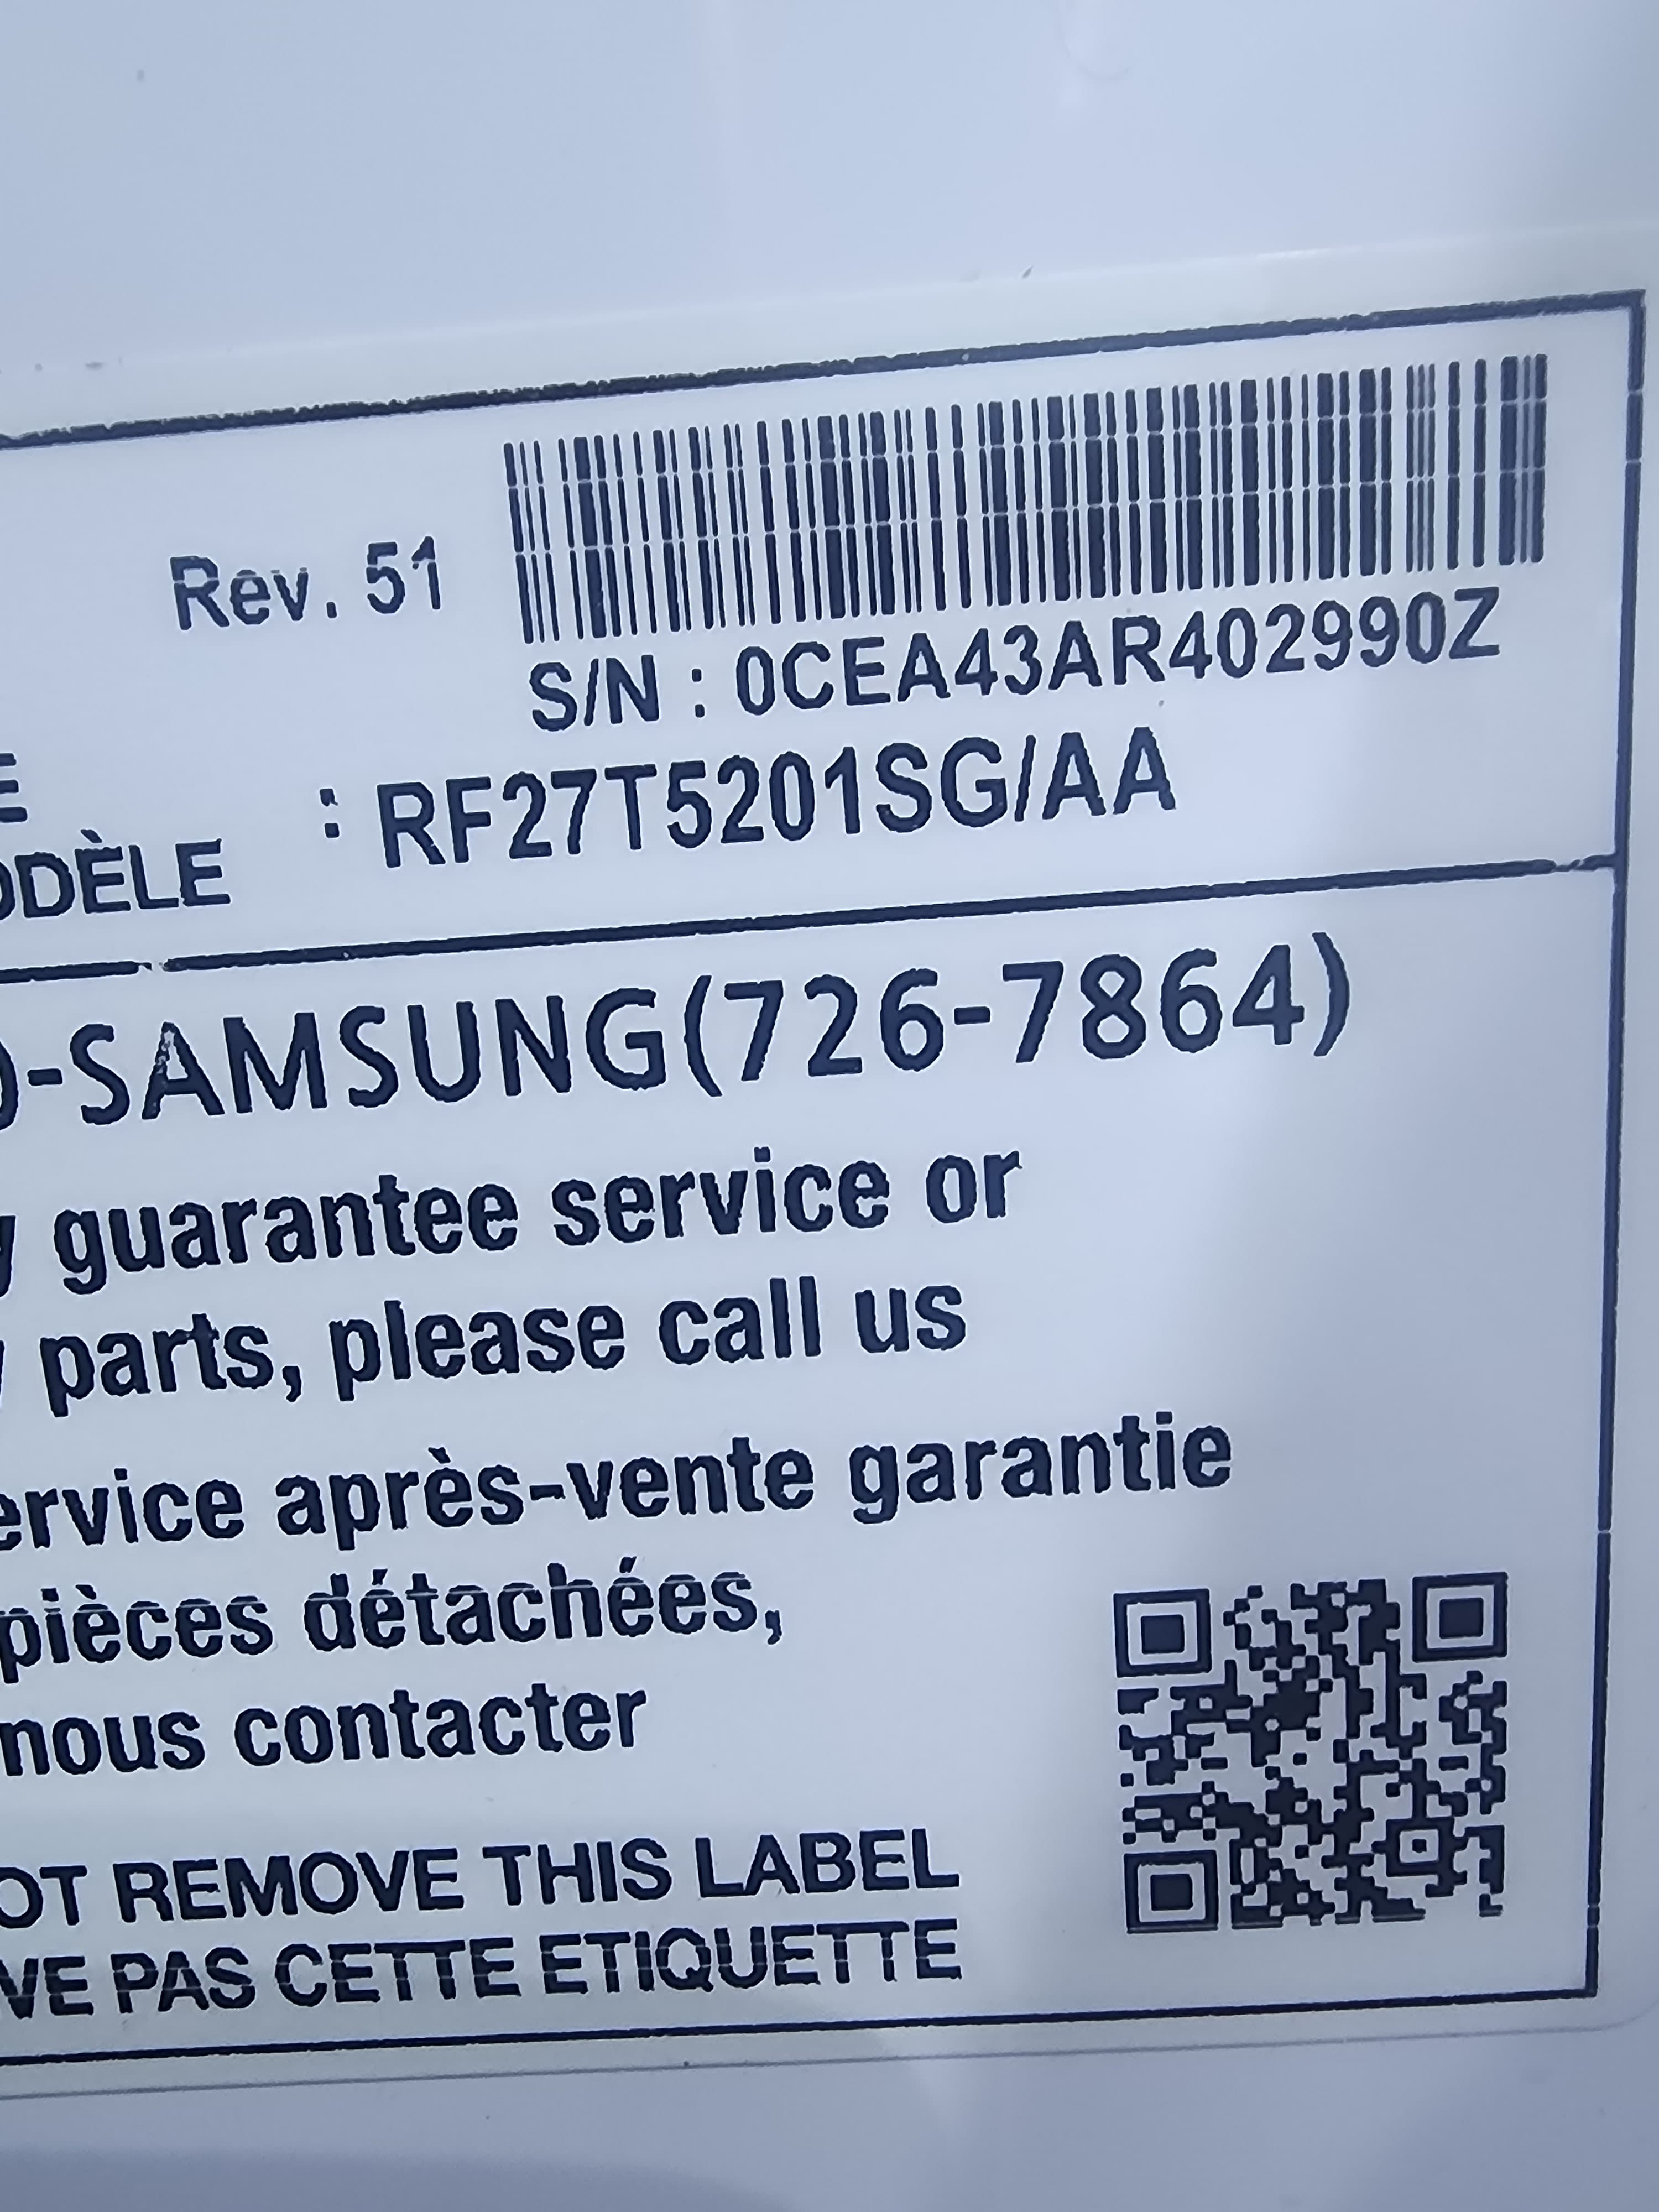 Rev. 51
S/N : 0CEA43AR402990Z
: RF27T5201SG/AA
ODÈLE
-SAMSUNG(726-7864)
guarantee service or
parts, please call us
ervice après-vente garantie
pièces détachées,
nous contacter
OT REMOVE THIS LABEL
VE PAS CETTE ETIQUETTE